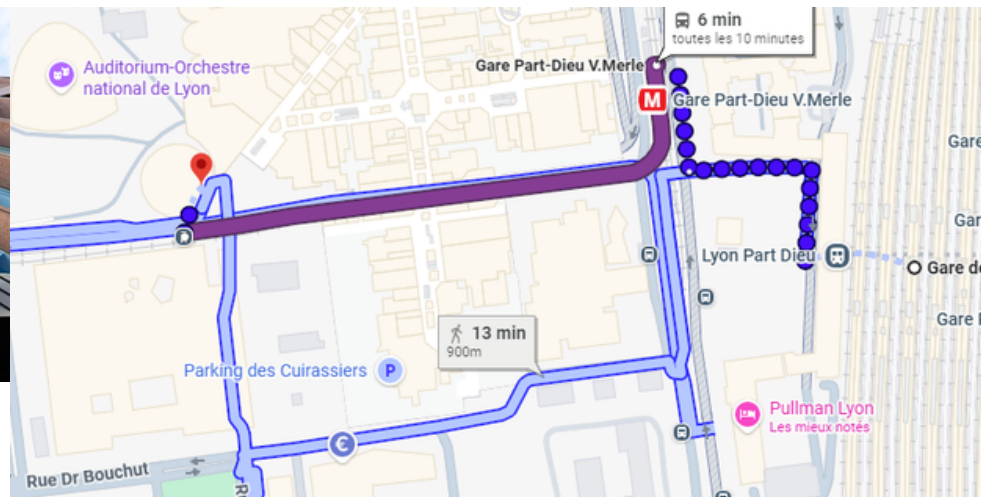 6 min
toutes les 10 minutes
Gare Part-Dieu V.Merle
M
Gare Part-Dieu V.Merle
Auditorium-Orchestre
national de Lyon
Gare
Gar
Lyon Part Dieu
Gare de
Gare P
13 min
900m
Parking des Cuirassiers
P
€
Pullman Lyon
Les mieux notés
Rue Dr Bouchut